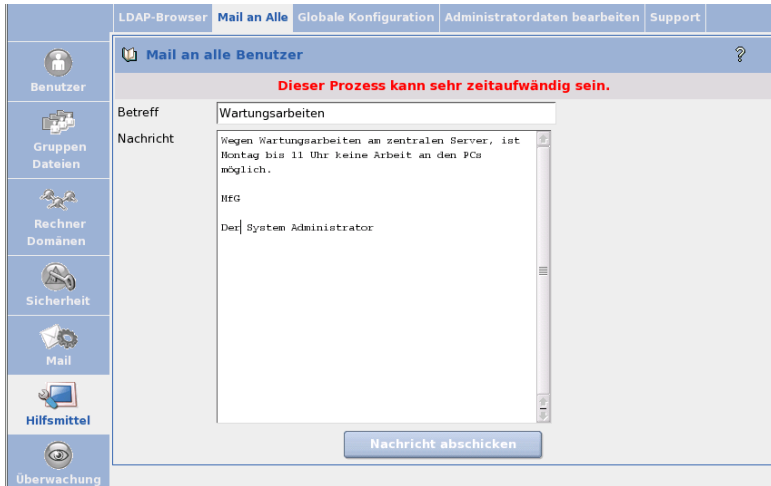 LDAP-Browser Mail an Alle Globale Konfiguration Administratordaten bearbeiten Support
Benutzer
Gruppen
Dateien
Rechner
Domänen
Sicherheit
Mail
Hilfsmittel
Überwachung
Mail an alle Benutzer
?
Dieser Prozess kann sehr zeitaufwändig sein.
Betreff
Wartungsarbeiten
Nachricht
Wegen Wartungsarbeiten am zentralen Server, ist
Montag bis 11 Uhr keine Arbeit an den PCs
möglich.
MfG
Der System Administrator
Nachricht abschicken